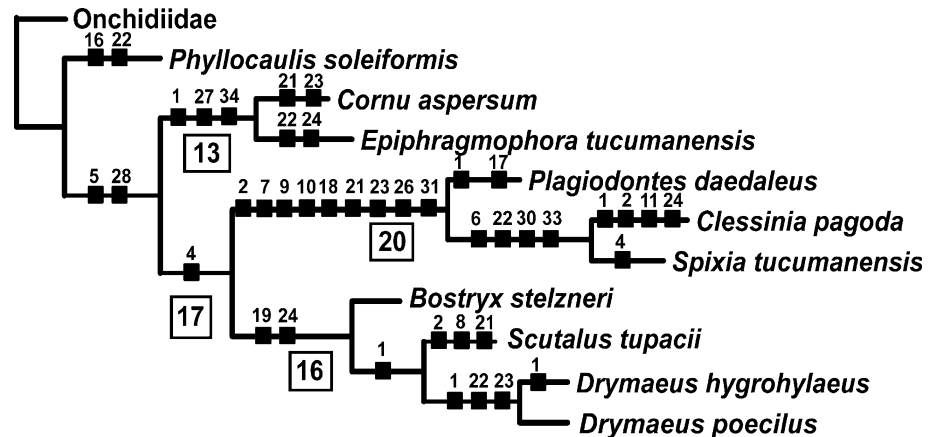 Onchidiidae
16 22
Phyllocaulis soleiformis
21 23
1 27 34
Cornu aspersum
22 24
Epiphragmophora tucumanensis
13
1 17
Plagiodontes daedaleus
5 28
2 7 9 10 18 21 23 26 31
1 2 11 24
Clessinia pagoda
6 22 30 33
20
4
Spixia tucumanensis
4
Bostryx stelzneri
17
19 24
2 8 21
Scutalus tupacii
1
16
1
Drymaeus hygrohylaeus
1 22 23
Drymaeus poecilus